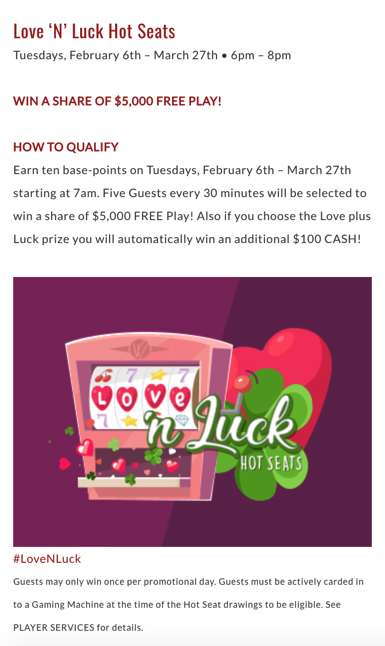 Love ‘N’ Luck Hot Seats
Tuesdays, February 6th – March 27th • 6pm – 8pm
WIN A SHARE OF $5,000 FREE PLAY!
HOW TO QUALIFY
Earn ten base-points on Tuesdays, February 6th – March 27th
starting at 7am. Five Guests every 30 minutes will be selected to
win a share of $5,000 FREE Play! Also if you choose the Love plus
Luck prize you will automatically win an additional $100 CASH!
7 7
LOVE
'n Luck
7
HOT SEATS
#LoveNLuck
Guests may only win once per promotional day. Guests must be actively carded in
to a Gaming Machine at the time of the Hot Seat drawings to be eligible. See
PLAYER SERVICES for details.